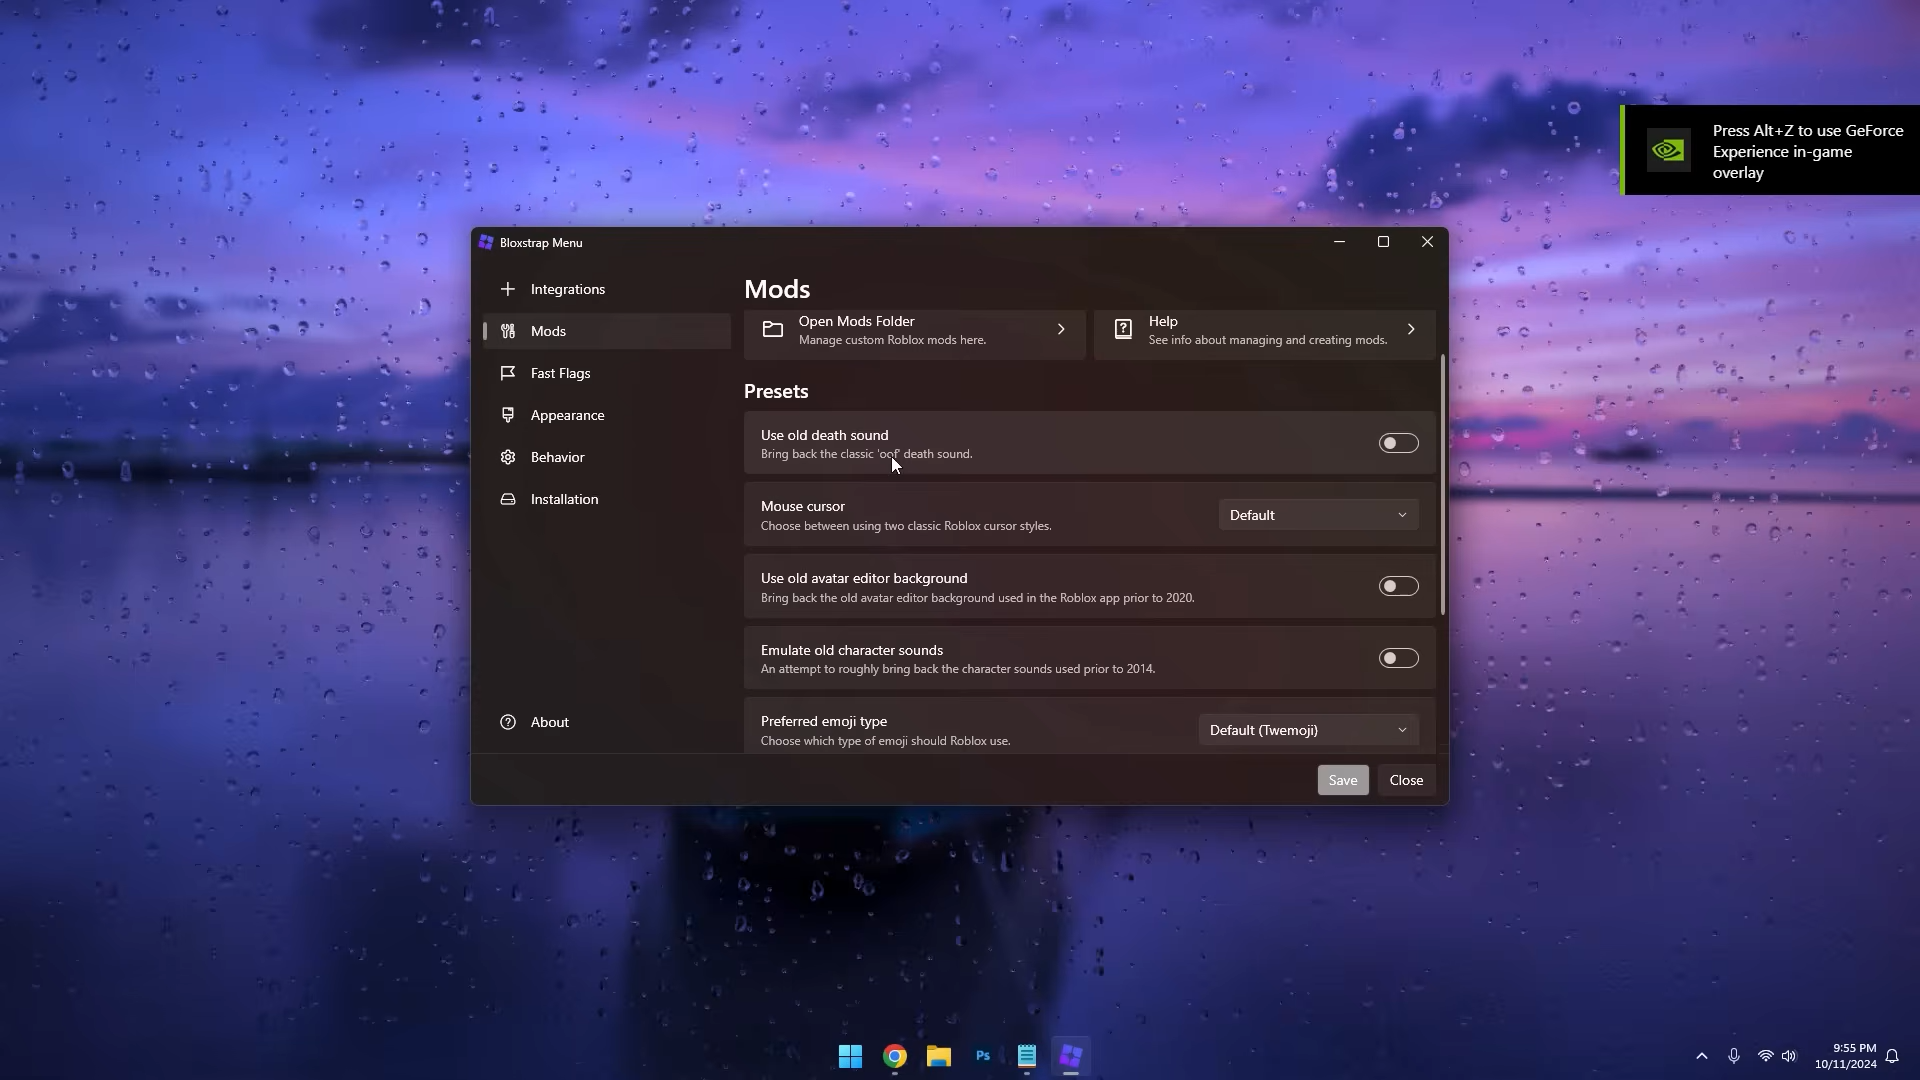 Press Alt+Z to use GeForce
Experience in-game
overlay
Bloxstrap Menu
Integrations
Mods
Fast Flags
Appearance
Behavior
Installation
About
Mods
Open Mods Folder
Manage custom Roblox mods here.
Help
See info about managing and creating mods.
Presets
Use old death sound
Bring back the classic 'oof' death sound.
Mouse cursor
Choose between using two classic Roblox cursor styles.
Default
Use old avatar editor background
Bring back the old avatar editor background used in the Roblox app prior to 2020.
Emulate old character sounds
An attempt to roughly bring back the character sounds used prior to 2014.
Preferred emoji type
Choose which type of emoji should Roblox use.
Default (Twemoji)
Save
Close
Ps
9:55 PM
10/11/2024